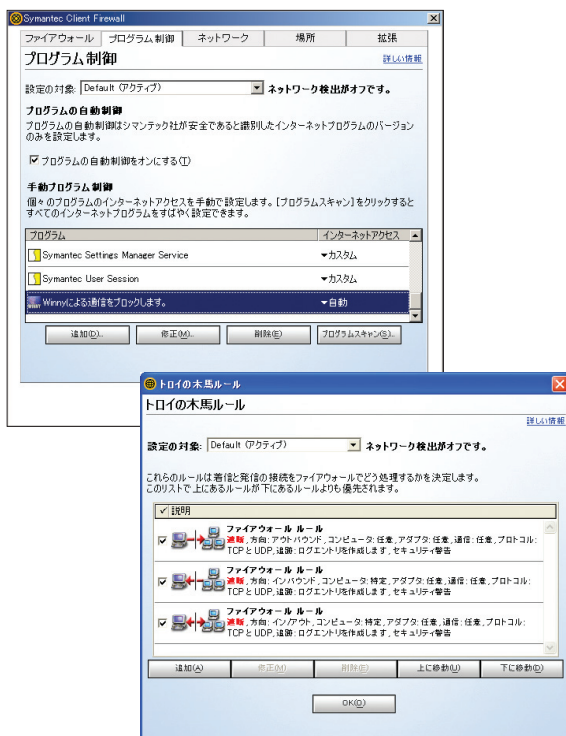 Symantec Client Firewall
ファイアウォール プログラム制御 ネットワーク 場所 拡張
プログラム制御
詳しい情報
設定の対象: Default (アクティブ) ネットワーク検出がオフです。
プログラムの自動制御
プログラムの自動制御はシマンテック社が安全であると識別したインターネットプログラムのバージョン
のみを設定します。
プログラムの自動制御をオンにする(T)
手動プログラム制御
個々のプログラムのインターネットアクセスを手動で設定します。[プログラムスキャン]をクリックすると
すべてのインターネットプログラムをすばやく設定できます。
プログラム インターネットアクセス
Symantec Settings Manager Service カスタム
Symantec User Session カスタム
Winnyによる通信をブロックします。 自動
追加(D)... 修正(M)... 削除(E) プログラムスキャン(S)...
トロイの木馬ルール
トロイの木馬ルール
詳しい情報
設定の対象: Default (アクティブ) ネットワーク検出がオフです。
これらのルールは着信と発信の接続をファイアウォールでどう処理するかを決定します。
このリストで上にあるルールが下にあるルールよりも優先されます。
説明
ファイアウォール ルール
遮断, 方向: アウトバウンド, コンピュータ: 任意, アダプタ: 任意, 通信: 任意, プロトコル:
TCP と UDP, 追跡: ログエントリを作成します, セキュリティ警告
ファイアウォール ルール
遮断, 方向: インバウンド, コンピュータ: 特定, アダプタ: 任意, 通信: 任意, プロトコル:
TCP と UDP, 追跡: ログエントリを作成します, セキュリティ警告
ファイアウォール ルール
遮断, 方向: イン/アウト, コンピュータ: 特定, アダプタ: 任意, 通信: 任意, プロトコル:
TCP と UDP, 追跡: ログエントリを作成します, セキュリティ警告
追加(A) 修正(M) 削除(E) 上に移動(U) 下に移動(D)
OK(O)